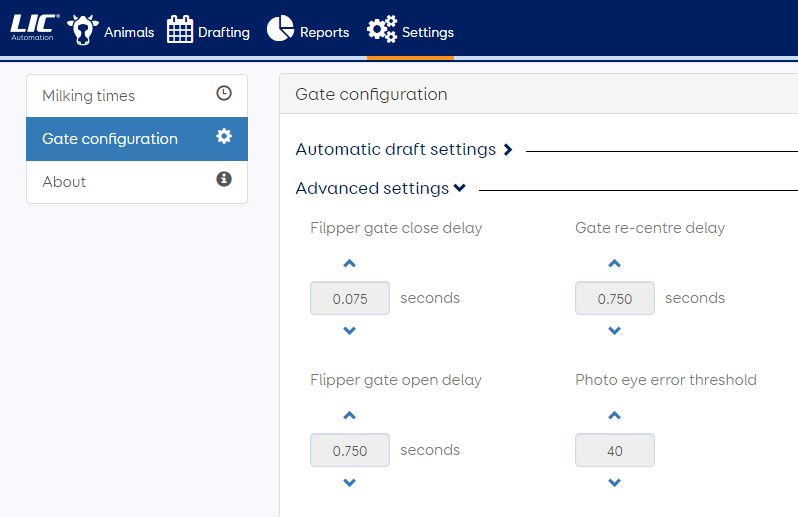 LIC®
Automation
Animals
Drafting
Reports
Settings
Milking times
Gate configuration
About
Gate configuration
Automatic draft settings
Advanced settings
Filpper gate close delay
Gate re-centre delay
0.075 seconds
0.750 seconds
Flipper gate open delay
Photo eye error threshold
0.750 seconds
40